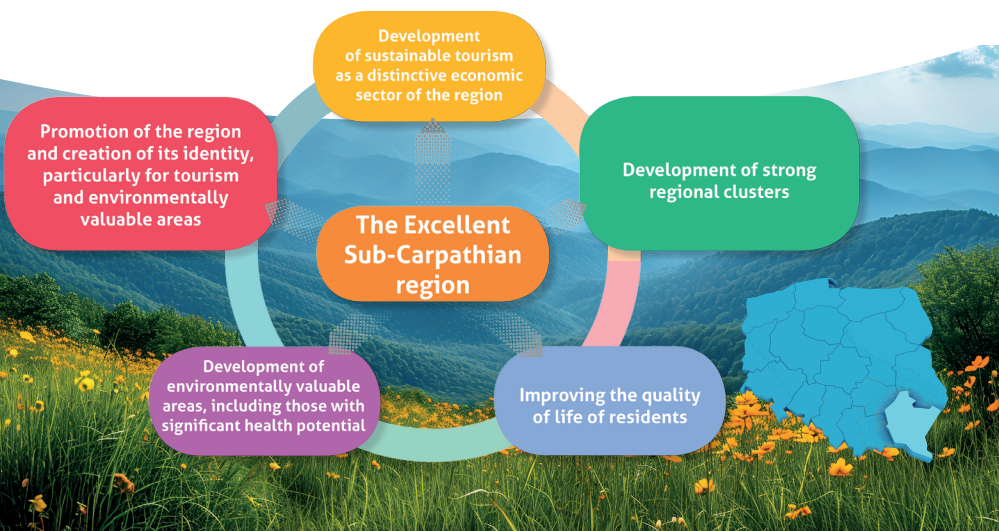 Development
of sustainable tourism
as a distinctive economic
sector of the region
Promotion of the region
and creation of its identity,
particularly for tourism
and environmentally
valuable areas
Development of strong
regional clusters
The Excellent
Sub-Carpathian
region
Development of
environmentally valuable
areas, including those with
significant health potential
Improving the quality
of life of residents